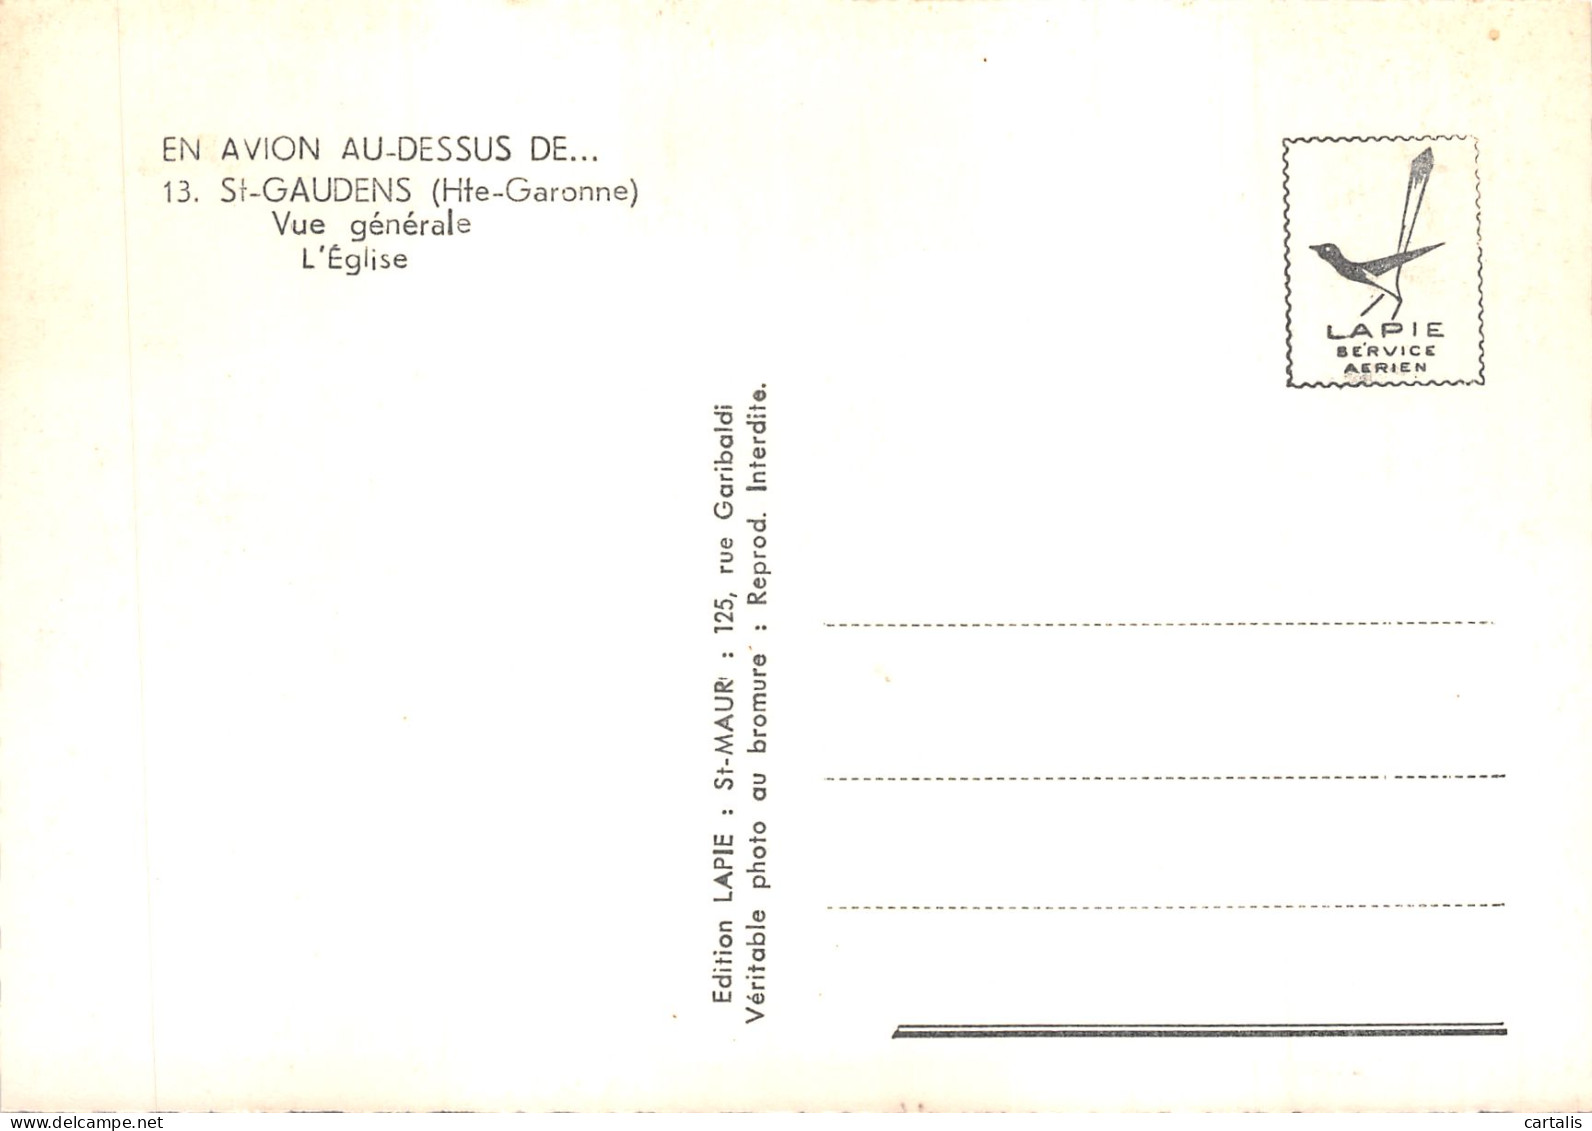 EN AVION AU-DESSUS DE...
13. St-GAUDENS (Hte-Garonne)
Vue générale
L'Église
LAPIE
SERVICE
AERIEN
Edition LAPIE : St-MAUR : 125, rue Garibaldi
Véritable photo au bromure : Reprod. Interdite.
www.delcampe.net
cartalis